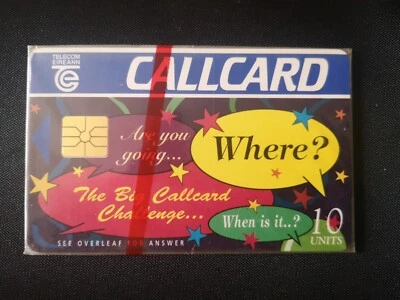 TELECOM
EIREANN
CALLCARD
Are you
going...
Where?
The Big Callcard
Challenge...
When is it..?
10
UNITS
SEE OVERLEAF FOR ANSWER